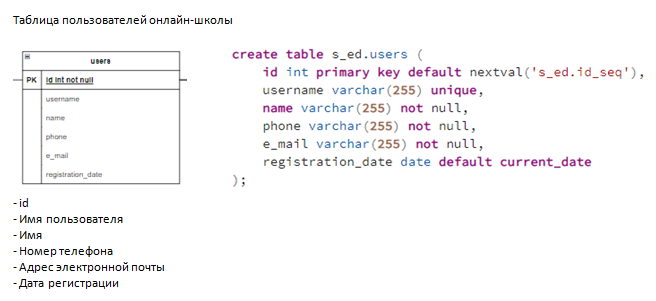 Таблица пользователей онлайн-школы
users
PK id int not null
username
name
phone
e_mail
registration_date
create table s_ed.users (
id int primary key default nextval('s_ed.id_seq'),
username varchar(255) unique,
name varchar(255) not null,
phone varchar(255) not null,
e_mail varchar(255) not null,
registration_date date default current_date
);
- id
- Имя пользователя
- Имя
- Номер телефона
- Адрес электронной почты
- Дата регистрации